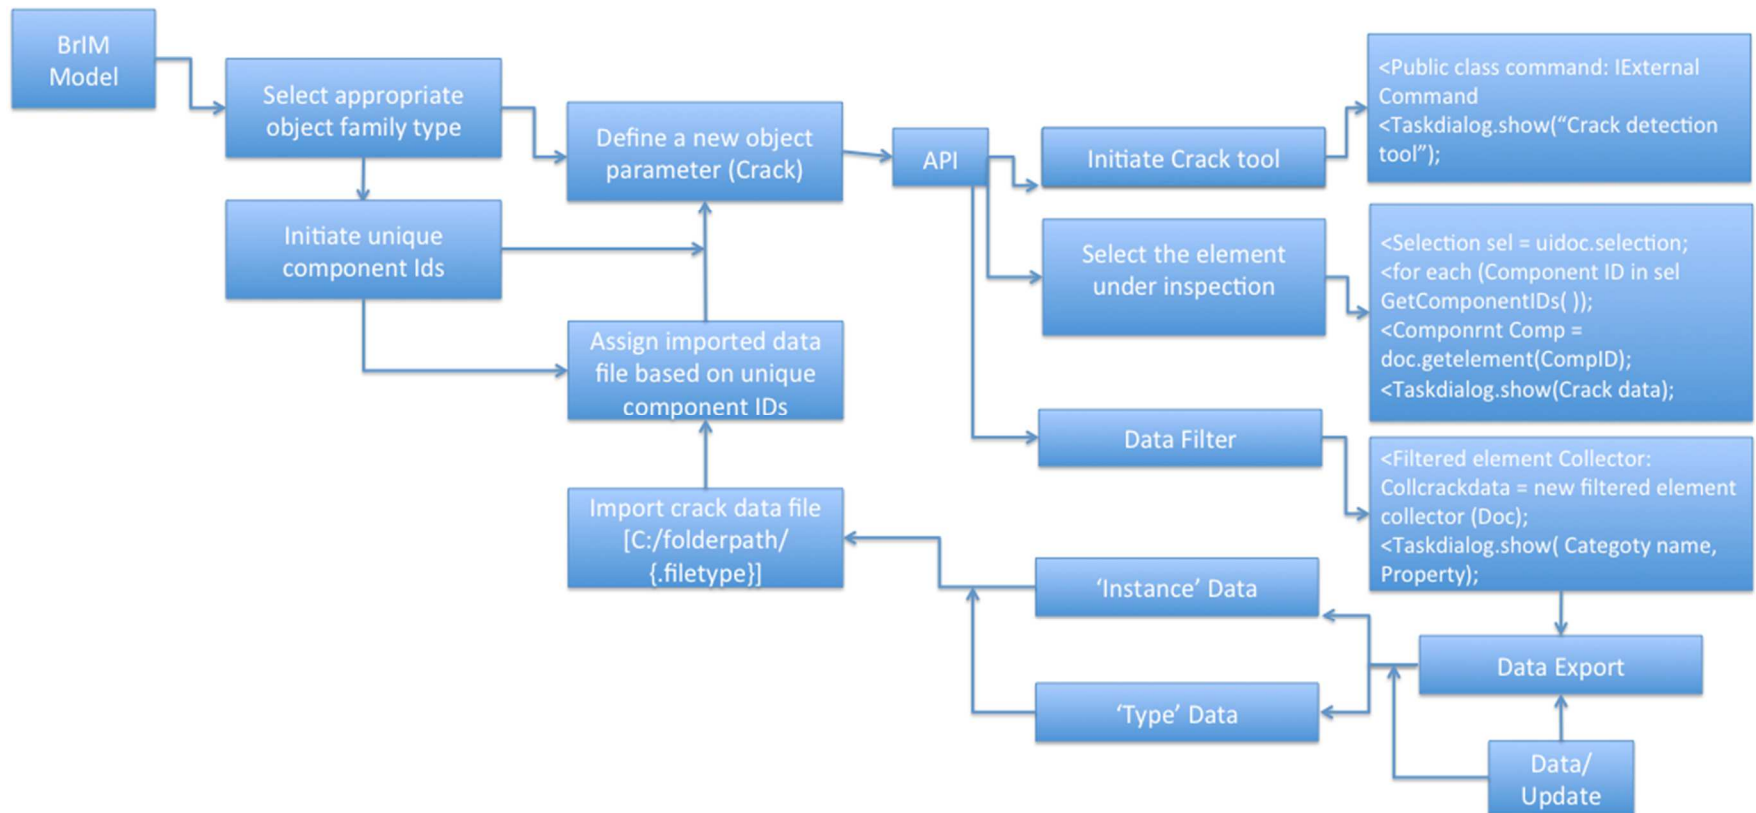 BrIM
Model
Select appropriate
object family type
Initiate unique
component Ids
Define a new object
parameter (Crack)
Assign imported data
file based on unique
component IDs
Import crack data file
[C:/folderpath/
{.filetype}]
API
Initiate Crack tool
Select the element
under inspection
Data Filter
‘Instance’ Data
‘Type’ Data
<Public class command: IExternal
Command
<Taskdialog.show(“Crack detection
tool”);
<Selection sel = uidoc.selection;
<for each (Component ID in sel
GetComponentIDs( ));
<Componrnt Comp =
doc.getelement(CompID);
<Taskdialog.show(Crack data);
<Filtered element Collector:
Collcrackdata = new filtered element
collector (Doc);
<Taskdialog.show( Categoty name,
Property);
Data Export
Data/
Update